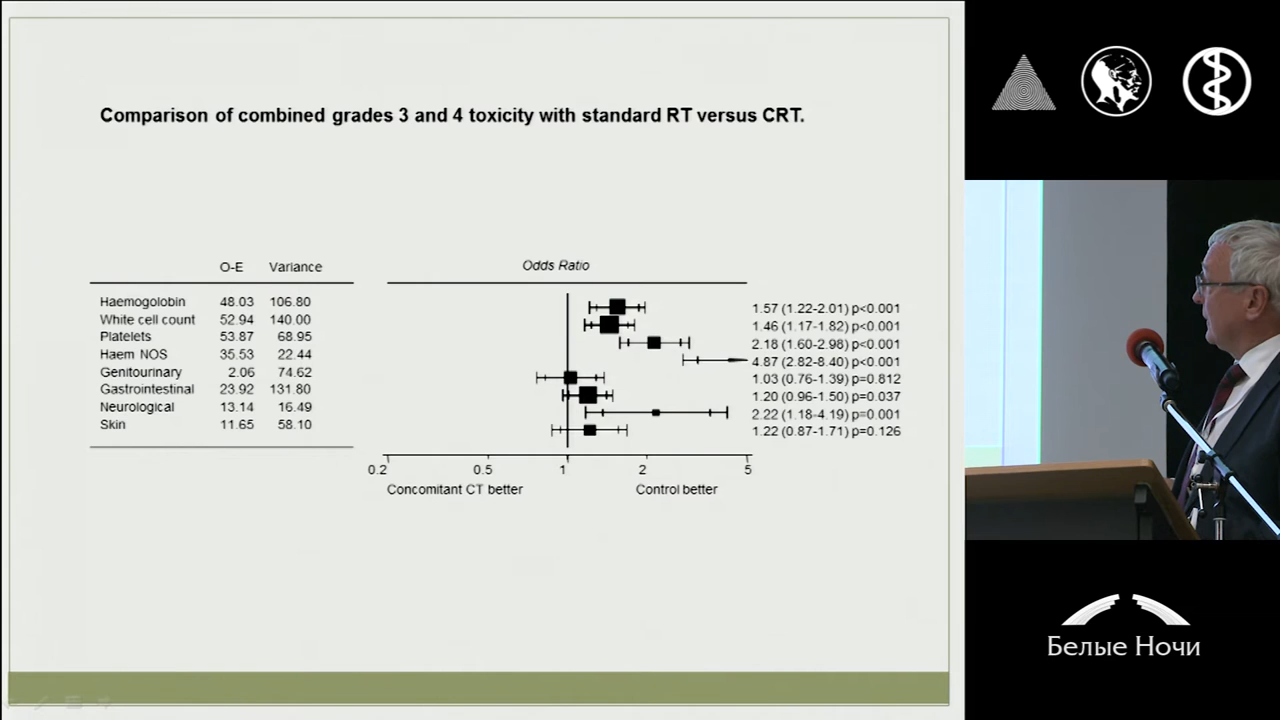 Comparison of combined grades 3 and 4 toxicity with standard RT versus CRT.
O-E Variance Odds Ratio
Haemogolobin 48.03 106.80 1.57 (1.22-2.01) p<0.001
White cell count 52.94 140.00 1.46 (1.17-1.82) p<0.001
Platelets 53.87 68.95 2.18 (1.60-2.98) p<0.001
Haem NOS 35.53 22.44 4.87 (2.82-8.40) p<0.001
Genitourinary 2.06 74.62 1.03 (0.76-1.39) p=0.812
Gastrointestinal 23.92 131.80 1.20 (0.96-1.50) p=0.037
Neurological 13.14 16.49 2.22 (1.18-4.19) p=0.001
Skin 11.65 58.10 1.22 (0.87-1.71) p=0.126
0.2 0.5 1 2 5
Concomitant CT better Control better
Белые Ночи